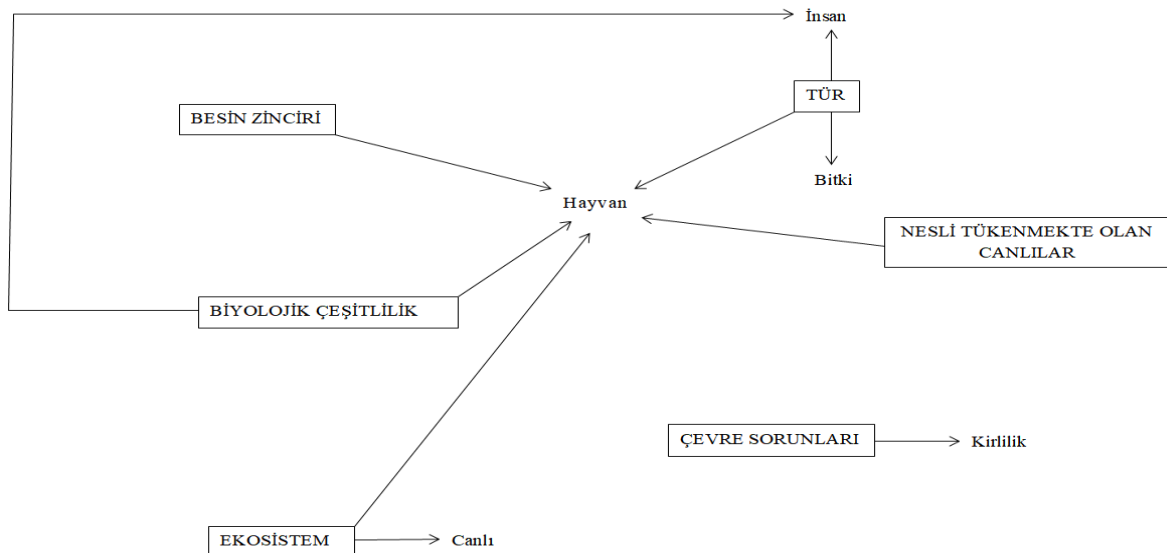 İnsan
TÜR
BESİN ZİNCİRİ
Bitki
Hayvan
NESLİ TÜKENMEKTE OLAN
CANLILAR
BİYOLOJİK ÇEŞİTLİLİK
ÇEVRE SORUNLARI
Kirlilik
EKOSİSTEM
Canlı